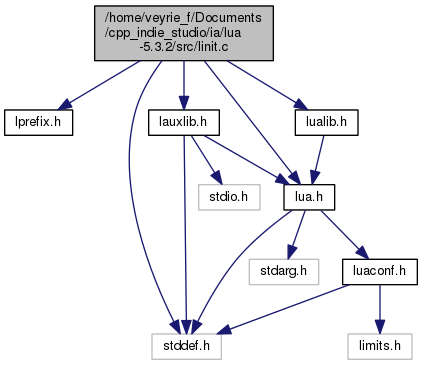 /home/veyrie_f/Documents
/cpp_indie_studio/ia/lua
-5.3.2/src/linit.c
lprefix.h
lauxlib.h
lualib.h
stdio.h
lua.h
stdarg.h
luaconf.h
stddef.h
limits.h